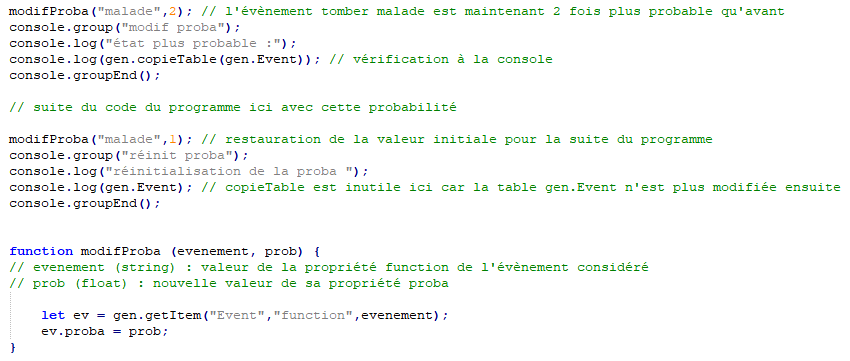 modifProba("malade",2); // l'évènement tomber malade est maintenant 2 fois plus probable qu'avant
console.group("modif proba");
console.log("état plus probable :");
console.log(gen.copieTable(gen.Event)); // vérification à la console
console.groupEnd();
// suite du code du programme ici avec cette probabilité
modifProba("malade",1); // restauration de la valeur initiale pour la suite du programme
console.group("réinit proba");
console.log("réinitialisation de la proba ");
console.log(gen.Event); // copieTable est inutile ici car la table gen.Event n'est plus modifiée ensuite
console.groupEnd();
function modifProba (evenement, prob) {
// evenement (string) : valeur de la propriété function de l'évènement considéré
// prob (float) : nouvelle valeur de sa propriété proba
let ev = gen.getItem("Event","function",evenement);
ev.proba = prob;
}